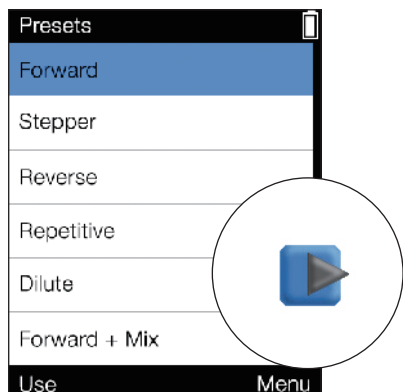 Presets
Forward
Stepper
Reverse
Repetitive
Dilute
Forward + Mix
Use Menu